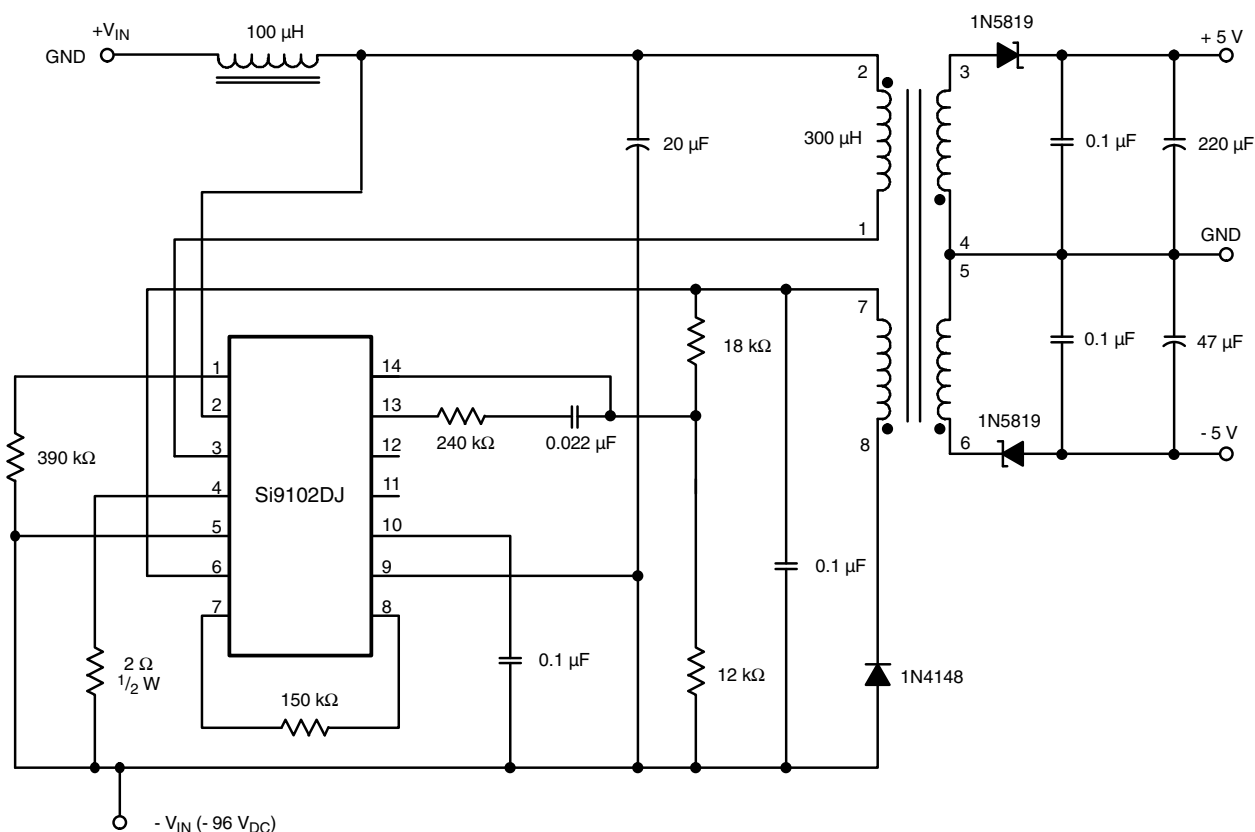 +V_IN
GND
100 µH
1N5819
+ 5 V
2
3
300 µH
20 µF
0.1 µF
220 µF
1
4
GND
5
7
18 kΩ
0.1 µF
47 µF
1
14
2
13
240 kΩ
0.022 µF
1N5819
- 5 V
3
12
8
6
390 kΩ
4
11
Si9102DJ
5
10
6
9
0.1 µF
7
8
2 Ω
1/2 W
0.1 µF
12 kΩ
1N4148
150 kΩ
- V_IN (- 96 V_DC)